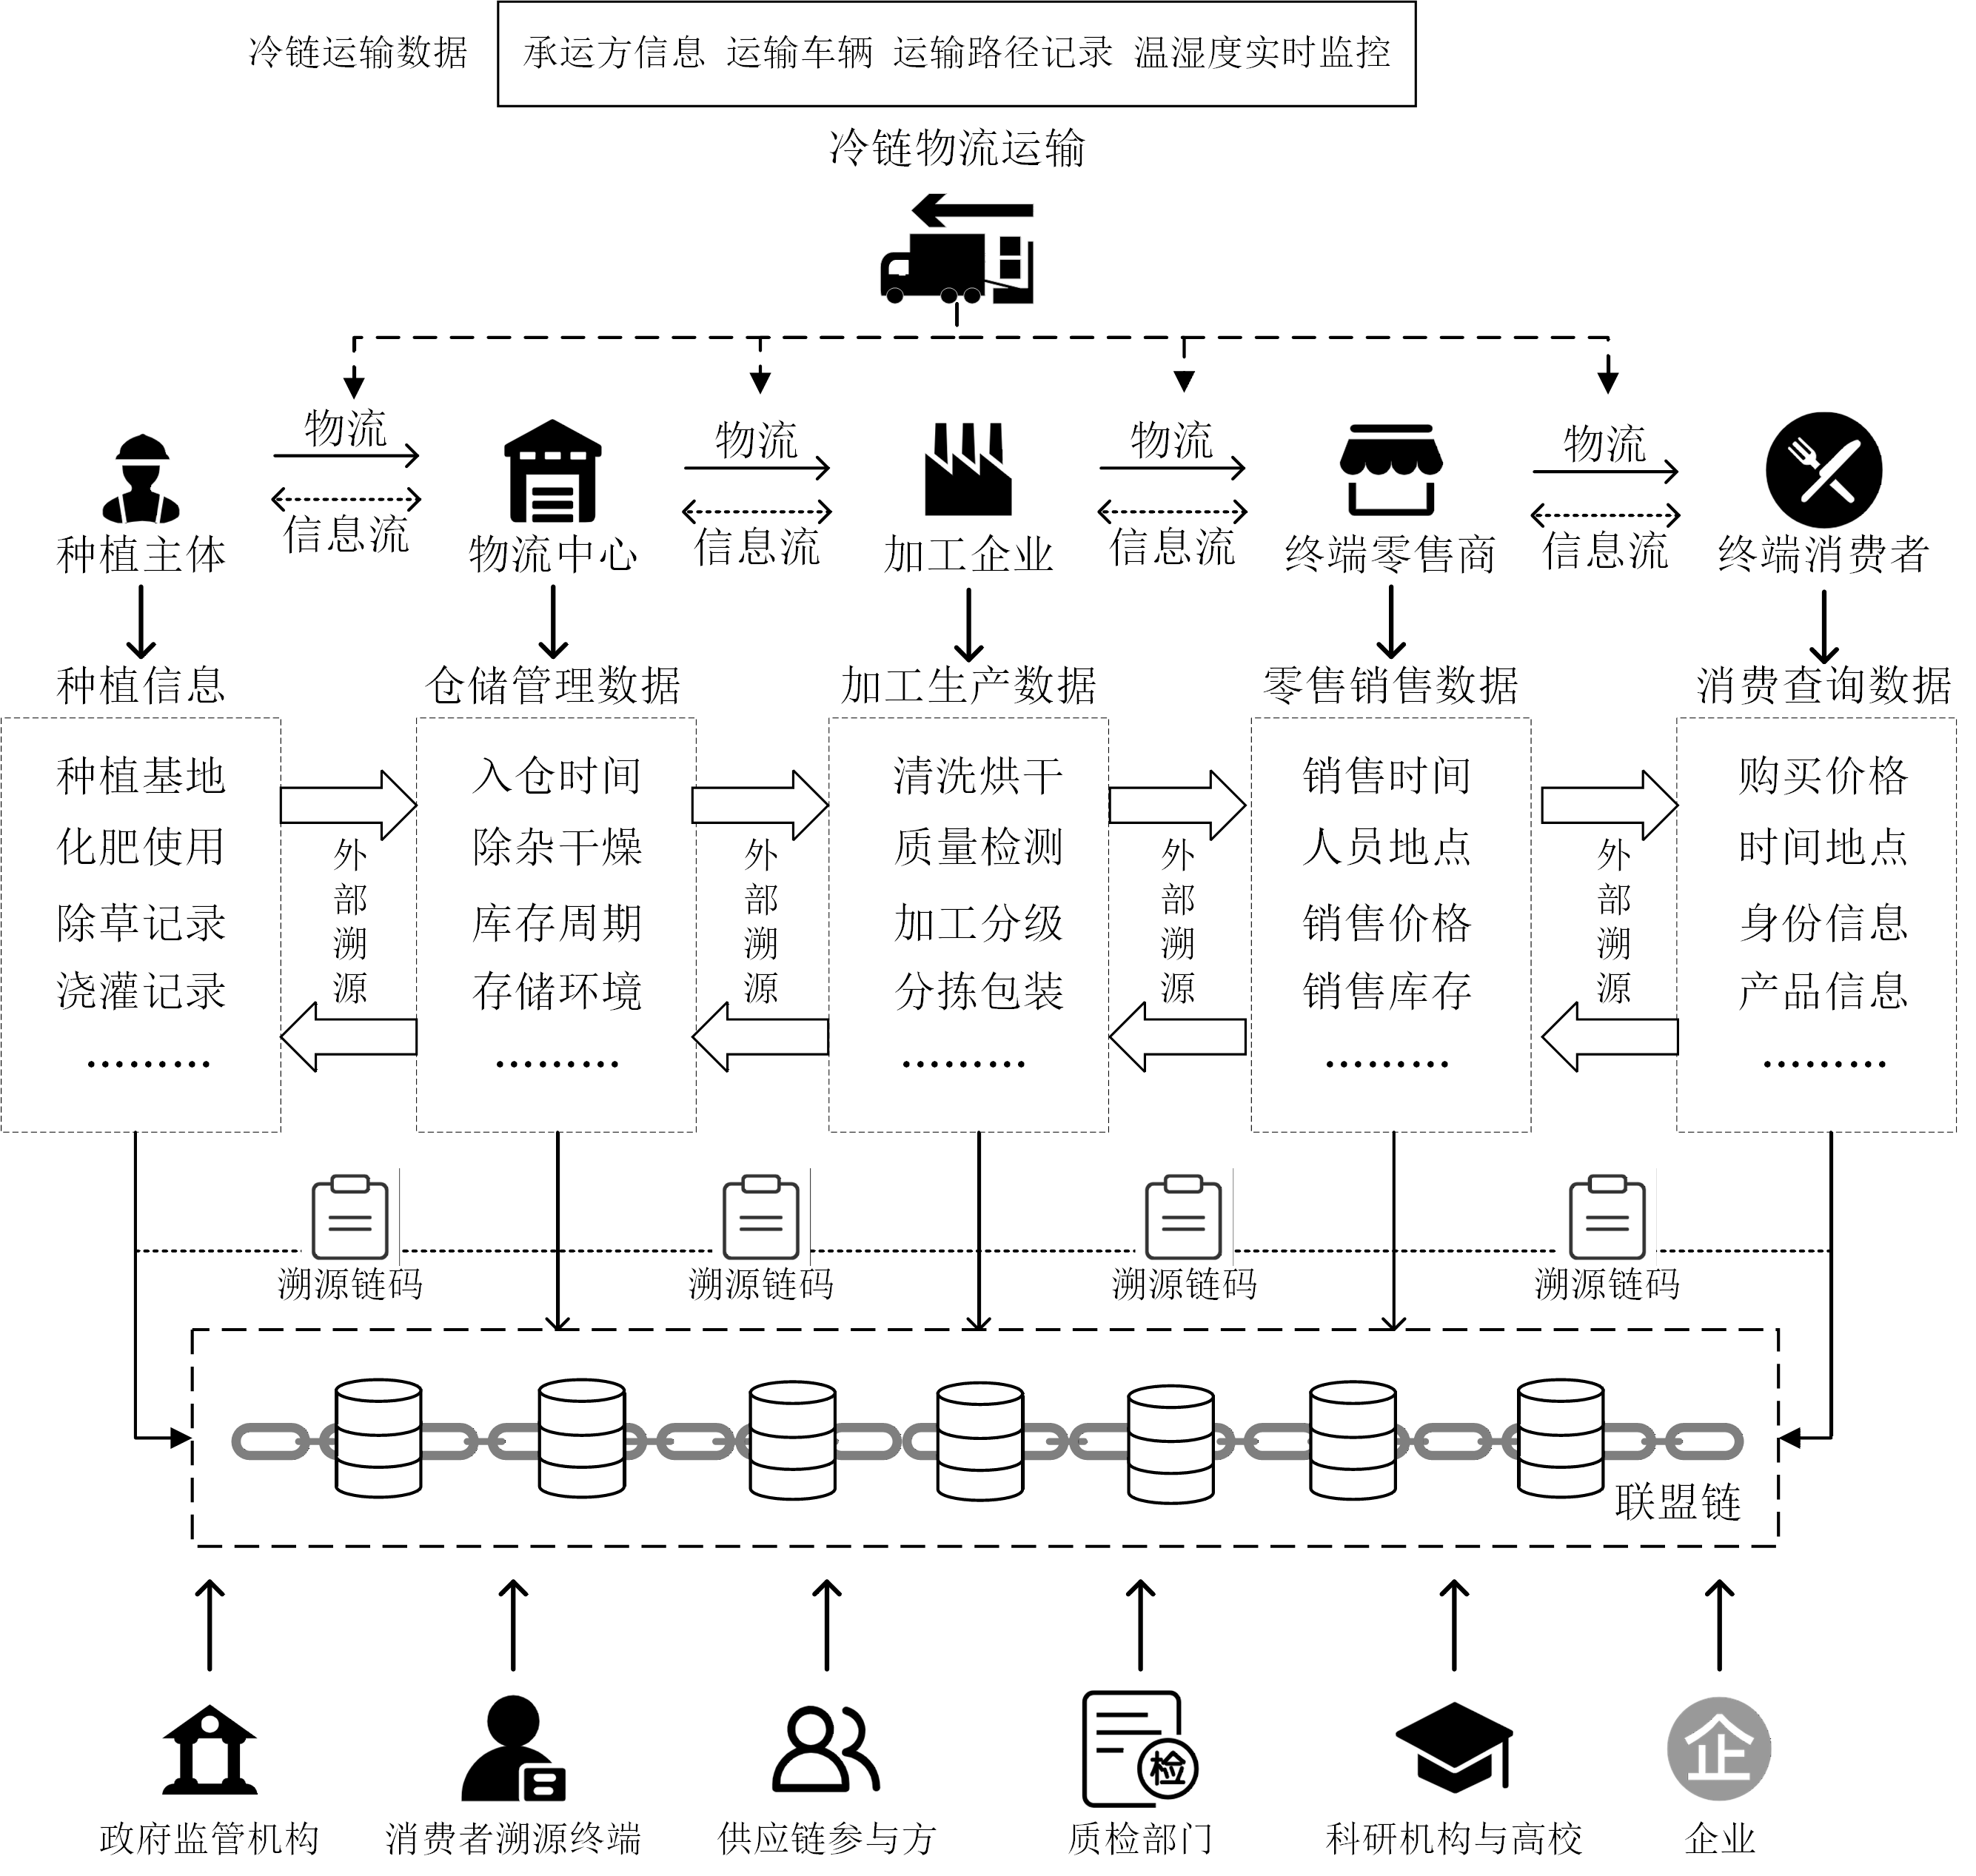 冷链运输数据
承运方信息 运输车辆 运输路径记录 温湿度实时监控
冷链物流运输
物流
物流
物流
物流
信息流
信息流
信息流
信息流
种植主体
物流中心
加工企业
终端零售商
终端消费者
种植信息
仓储管理数据
加工生产数据
零售销售数据
消费查询数据
种植基地
化肥使用
除草记录
浇灌记录
………
外部溯源
入仓时间
除杂干燥
库存周期
存储环境
………
外部溯源
清洗烘干
质量检测
加工分级
分拣包装
………
外部溯源
销售时间
人员地点
销售价格
销售库存
………
外部溯源
购买价格
时间地点
身份信息
产品信息
………
溯源链码
溯源链码
溯源链码
溯源链码
联盟链
检
企
政府监管机构
消费者溯源终端
供应链参与方
质检部门
科研机构与高校
企业